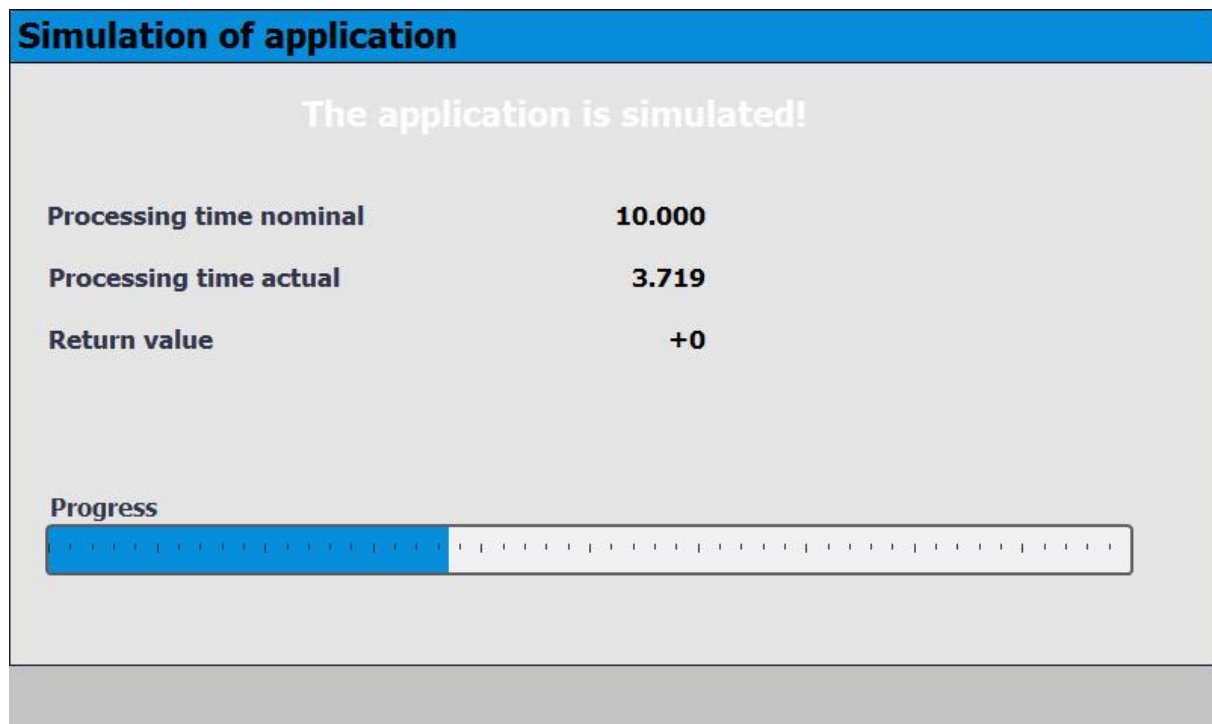 Simulation of application
The application is simulated!
Processing time nominal 10.000
Processing time actual 3.719
Return value +0
Progress